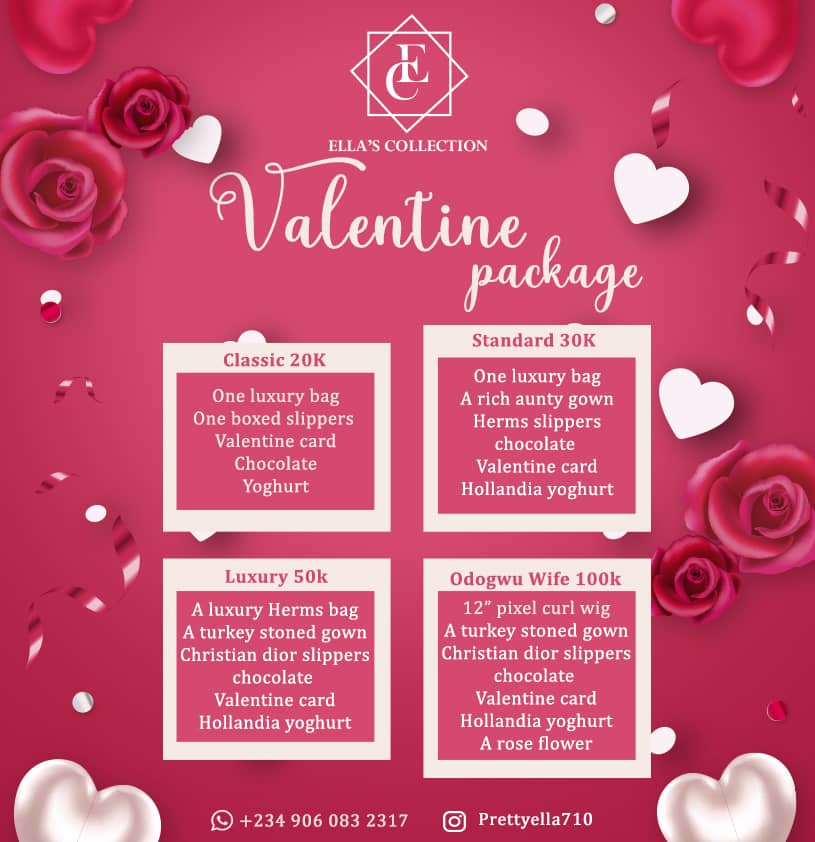 EC
ELLA'S COLLECTION
Valentine
package
Classic 20K
One luxury bag
One boxed slippers
Valentine card
Chocolate
Yoghurt
Standard 30K
One luxury bag
A rich aunty gown
Herms slippers
chocolate
Valentine card
Hollandia yoghurt
Luxury 50k
A luxury Herms bag
A turkey stoned gown
Christian dior slippers
chocolate
Valentine card
Hollandia yoghurt
Odogwu Wife 100k
12” pixel curl wig
A turkey stoned gown
Christian dior slippers
chocolate
Valentine card
Hollandia yoghurt
A rose flower
+234 906 083 2317
Prettyella710